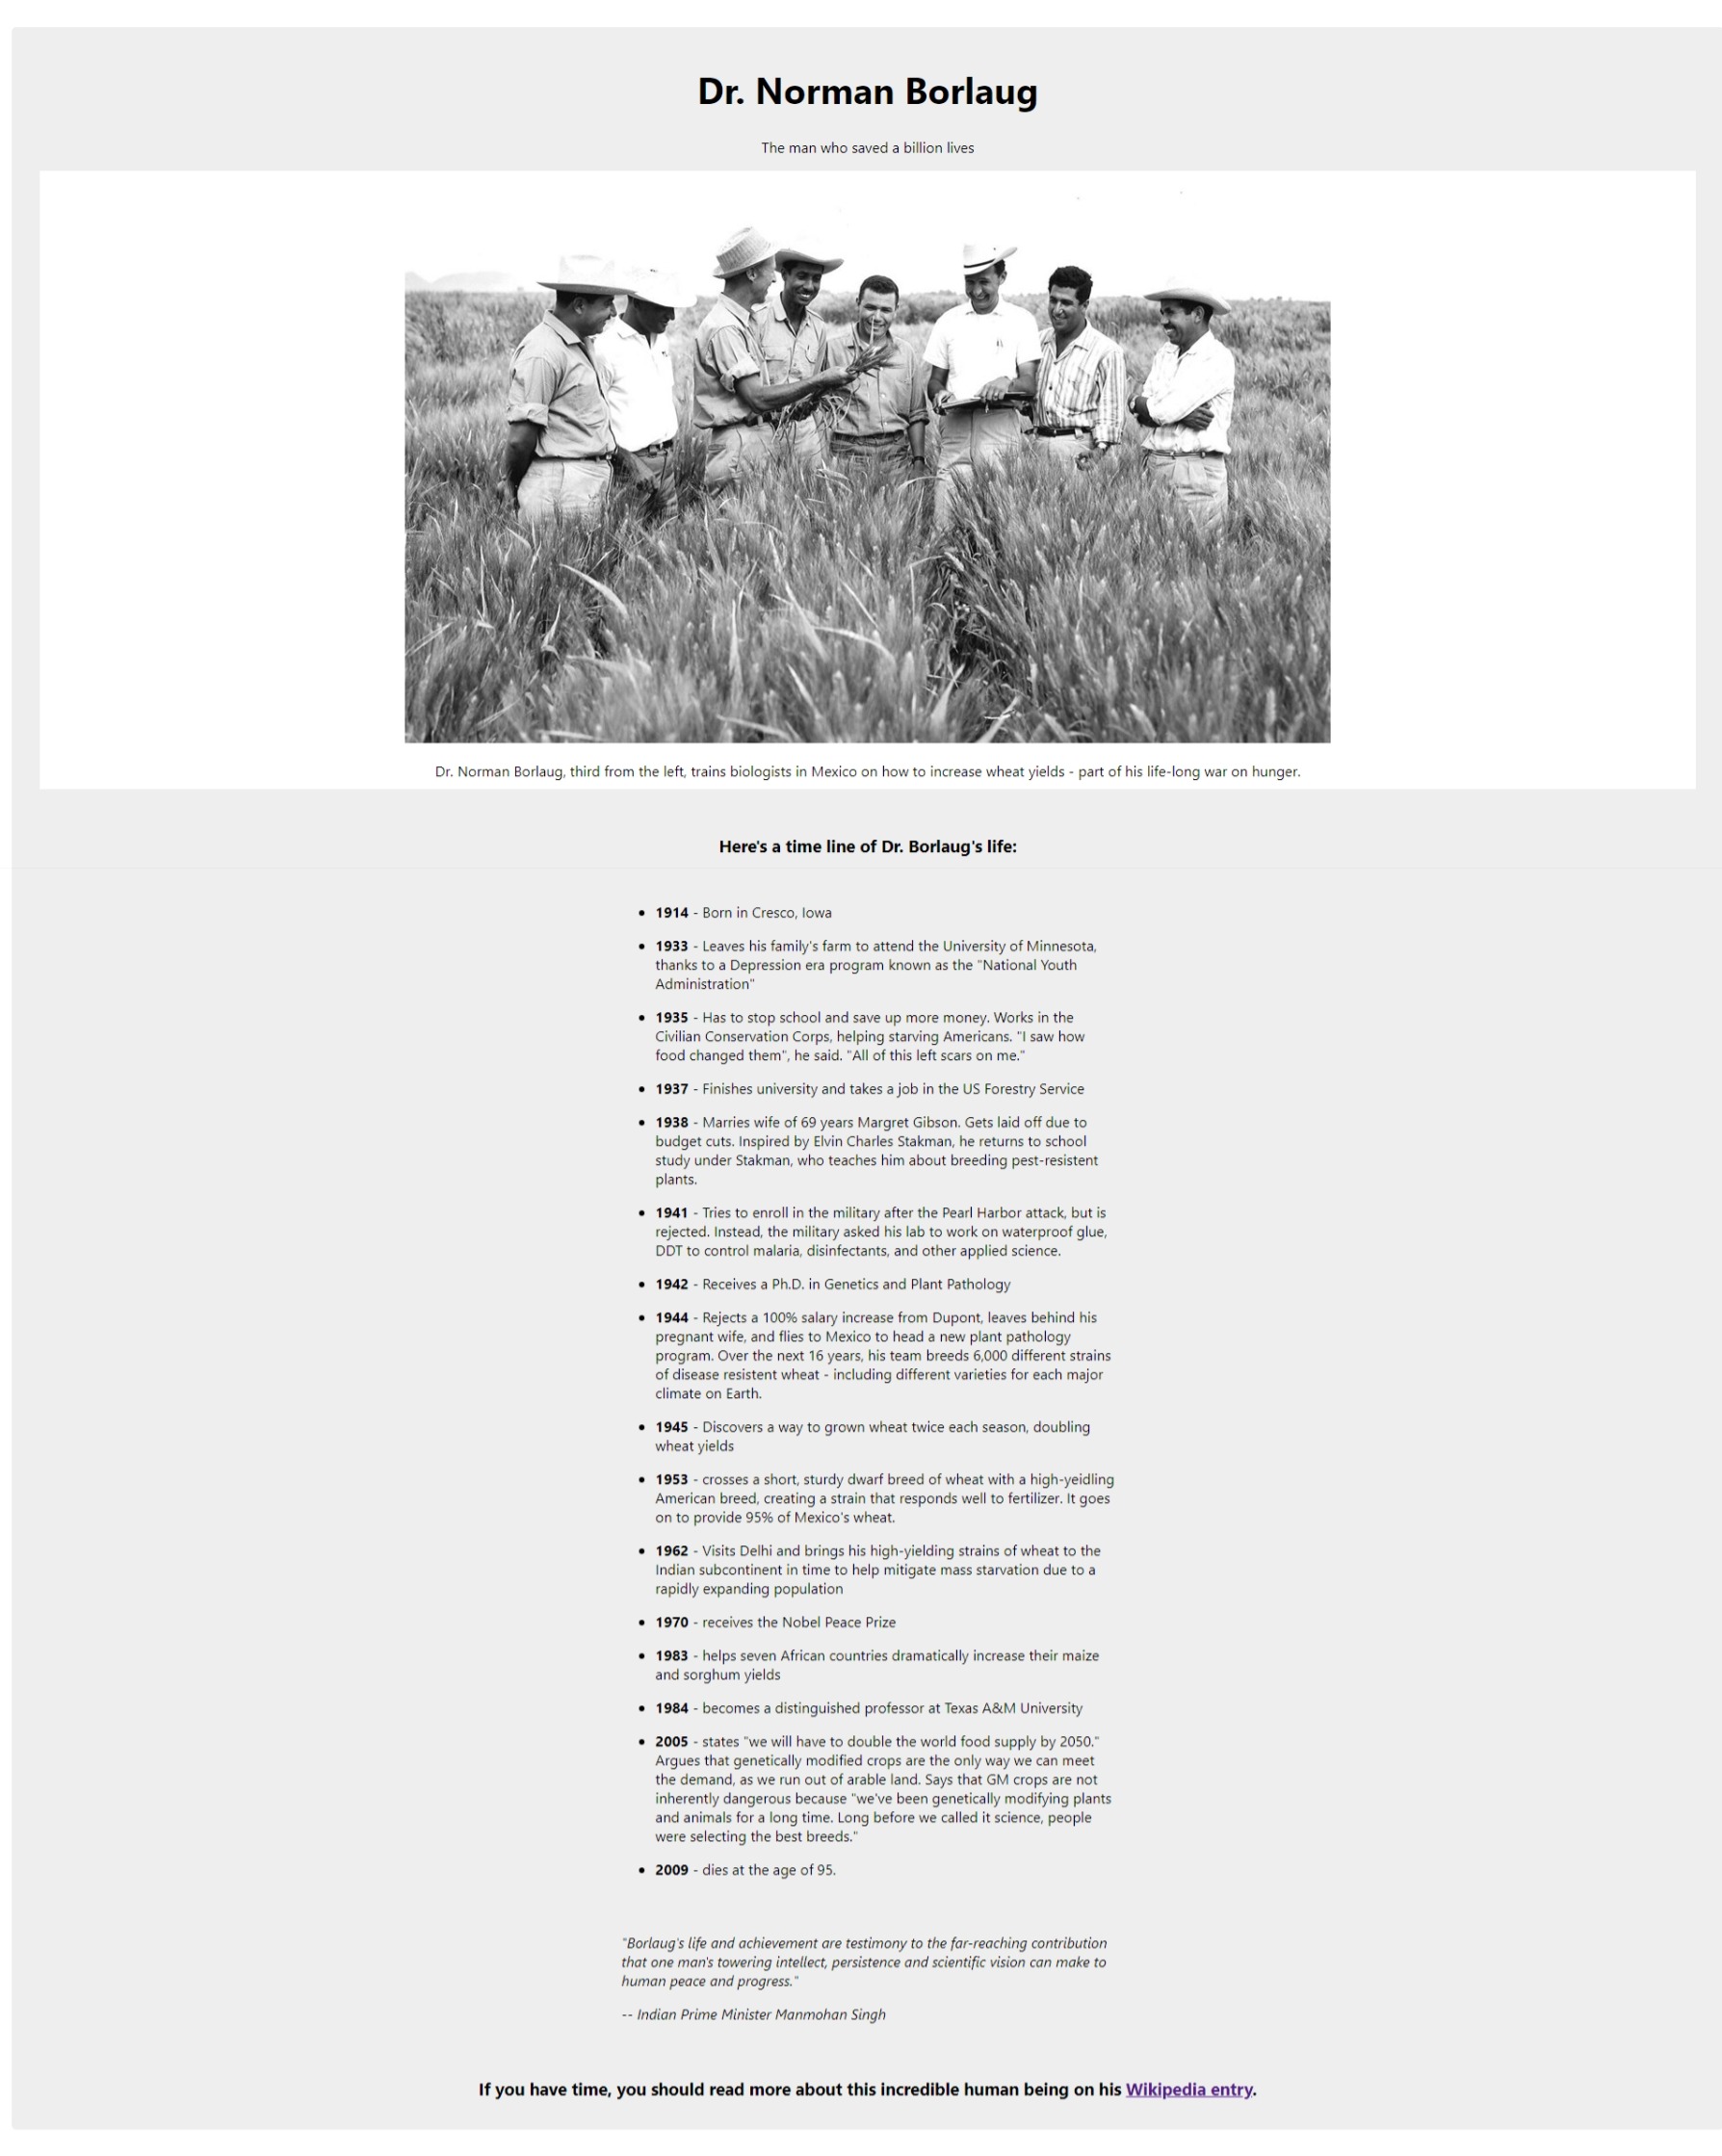 Dr. Norman Borlaug
The man who saved a billion lives
Dr. Norman Borlaug, third from the left, trains biologists in Mexico on how to increase wheat yields - part of his life-long war on hunger.
Here's a time line of Dr. Borlaug's life:
• 1914 - Born in Cresco, Iowa
• 1933 - Leaves his family's farm to attend the University of Minnesota,
thanks to a Depression era program known as the "National Youth
Administration"
• 1935 - Has to stop school and save up more money. Works in the
Civilian Conservation Corps, helping starving Americans. "I saw how
food changed them", he said. "All of this left scars on me."
• 1937 - Finishes university and takes a job in the US Forestry Service
• 1938 - Marries wife of 69 years Margret Gibson. Gets laid off due to
budget cuts. Inspired by Elvin Charles Stakman, he returns to school
study under Stakman, who teaches him about breeding pest-resistent
plants.
• 1941 - Tries to enroll in the military after the Pearl Harbor attack, but is
rejected. Instead, the military asked his lab to work on waterproof glue,
DDT to control malaria, disinfectants, and other applied science.
• 1942 - Receives a Ph.D. in Genetics and Plant Pathology
• 1944 - Rejects a 100% salary increase from Dupont, leaves behind his
pregnant wife, and flies to Mexico to head a new plant pathology
program. Over the next 16 years, his team breeds 6,000 different strains
of disease resistent wheat - including different varieties for each major
climate on Earth.
• 1945 - Discovers a way to grown wheat twice each season, doubling
wheat yields
• 1953 - crosses a short, sturdy dwarf breed of wheat with a high-yeidling
American breed, creating a strain that responds well to fertilizer. It goes
on to provide 95% of Mexico's wheat.
• 1962 - Visits Delhi and brings his high-yielding strains of wheat to the
Indian subcontinent in time to help mitigate mass starvation due to a
rapidly expanding population
• 1970 - receives the Nobel Peace Prize
• 1983 - helps seven African countries dramatically increase their maize
and sorghum yields
• 1984 - becomes a distinguished professor at Texas A&M University
• 2005 - states "we will have to double the world food supply by 2050."
Argues that genetically modified crops are the only way we can meet
the demand, as we run out of arable land. Says that GM crops are not
inherently dangerous because "we've been genetically modifying plants
and animals for a long time. Long before we called it science, people
were selecting the best breeds."
• 2009 - dies at the age of 95.
"Borlaug's life and achievement are testimony to the far-reaching contribution
that one man's towering intellect, persistence and scientific vision can make to
human peace and progress."
-- Indian Prime Minister Manmohan Singh
If you have time, you should read more about this incredible human being on his Wikipedia entry.